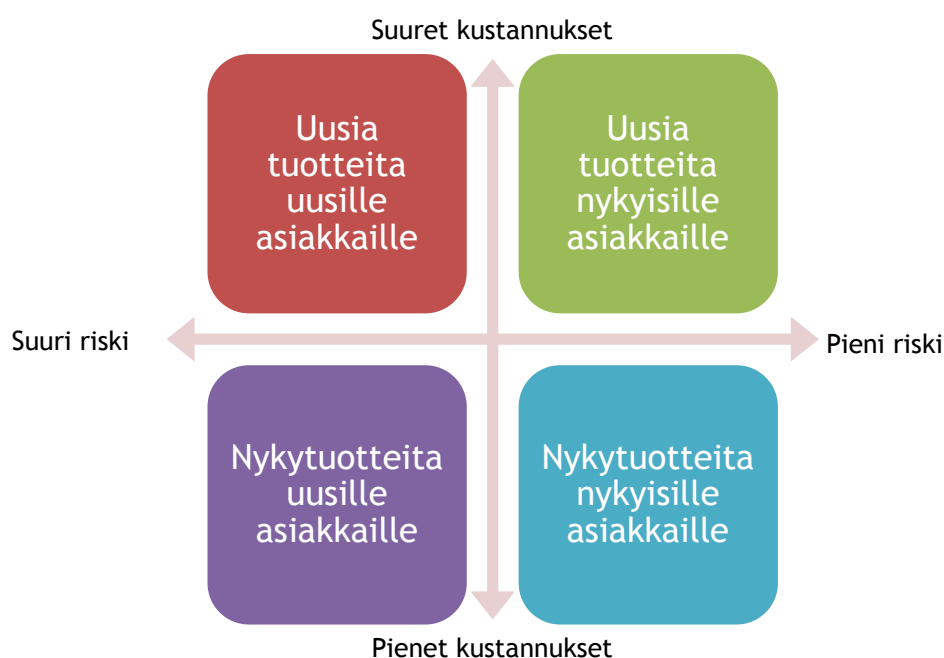 Suuret kustannukset
Uusia
tuotteita
uusille
asiakkaille
Uusia
tuotteita
nykyisille
asiakkaille
Suuri riski
Pieni riski
Nykytuotteita
uusille
asiakkaille
Nykytuotteita
nykyisille
asiakkaille
Pienet kustannukset